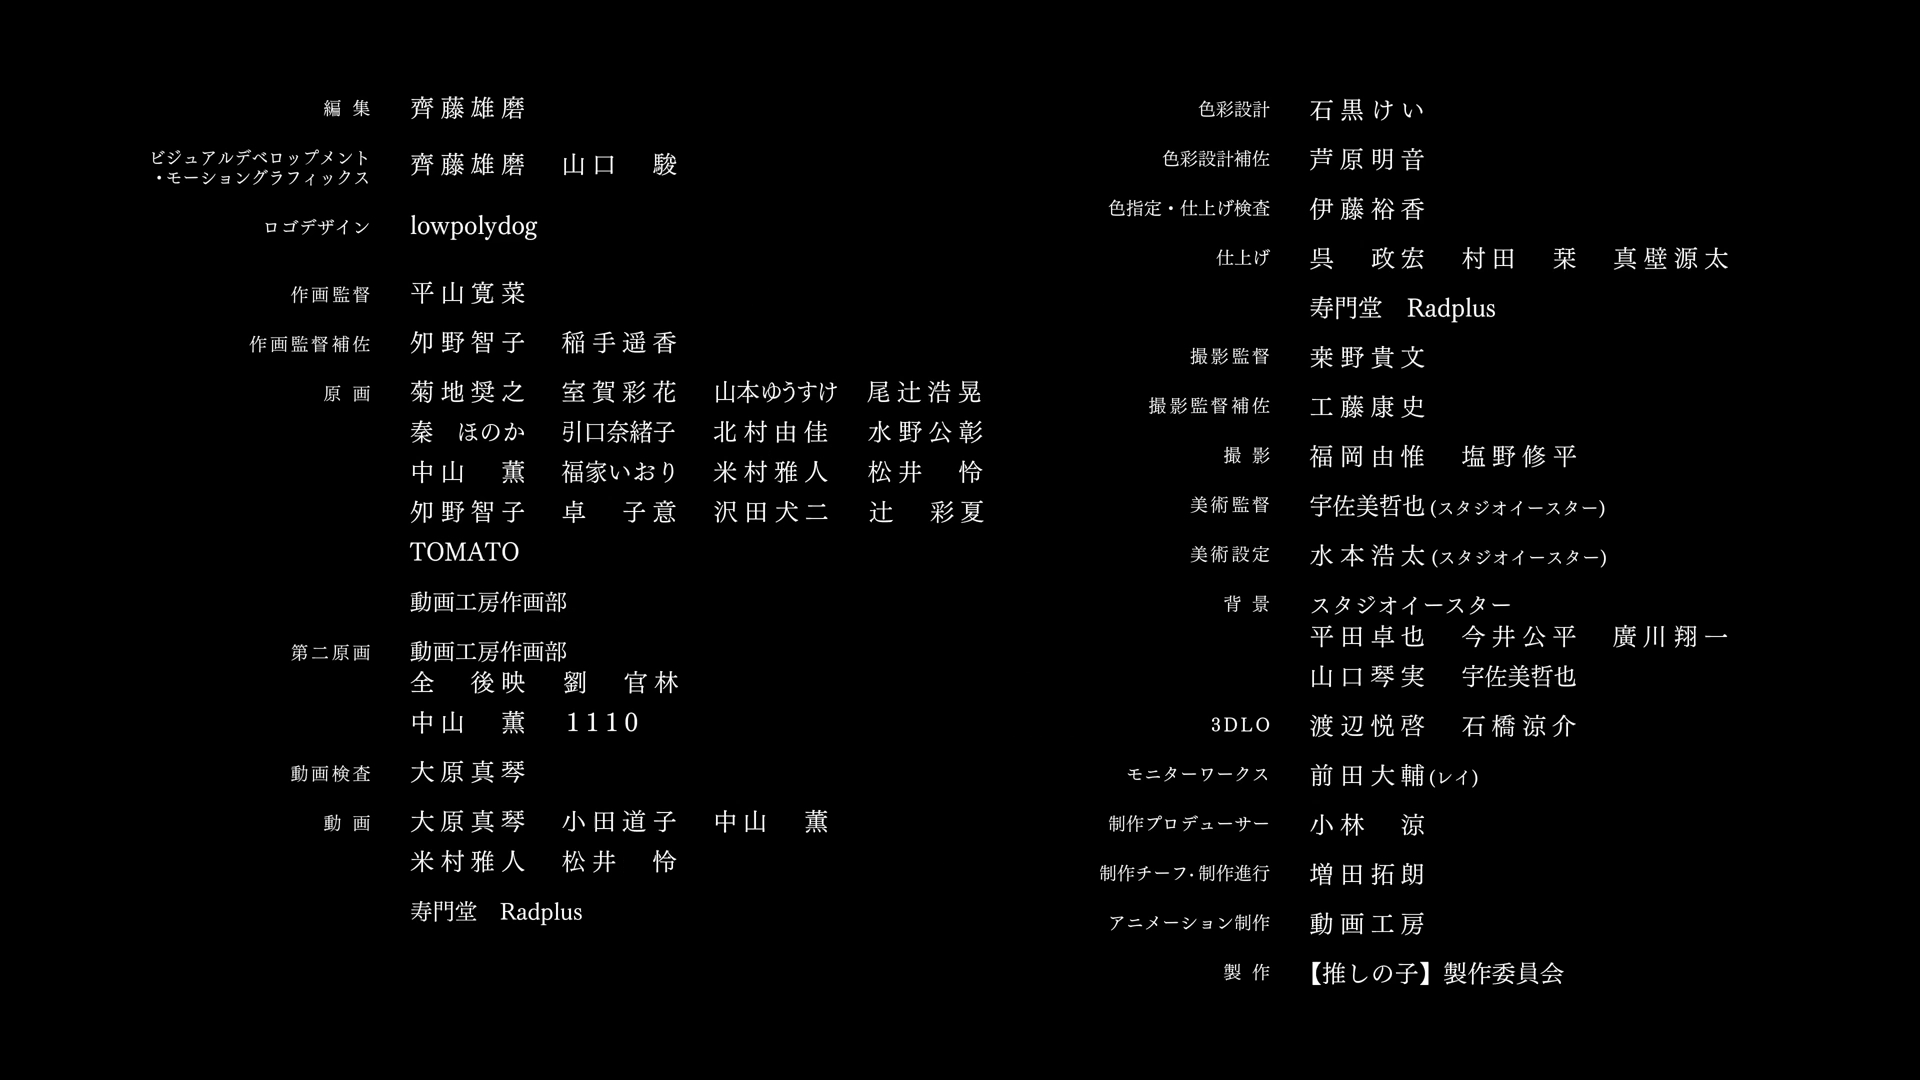 編 集 齊藤雄磨
ビジュアルデベロップメント
・モーショングラフィックス 齊藤雄磨 山口 駿
ロゴデザイン lowpolydog
作画監督 平山寛菜
作画監督補佐 夘野智子 稲手遥香
原 画 菊地奨之 室賀彩花 山本ゆうすけ 尾辻浩晃
秦 ほのか 引口奈緒子 北村由佳 水野公彰
中山 薫 福家いおり 米村雅人 松井 怜
夘野智子 卓 子意 沢田犬二 辻 彩夏
TOMATO
動画工房作画部
第二原画 動画工房作画部
全 後映 劉 官林
中山 薫 1110
動画検査 大原真琴
動 画 大原真琴 小田道子 中山 薫
米村雅人 松井 怜
寿門堂 Radplus
色彩設計 石黒けい
色彩設計補佐 芦原明音
色指定・仕上げ検査 伊藤裕香
仕上げ 呉 政宏 村田 栞 真壁源太
寿門堂 Radplus
撮影監督 桒野貴文
撮影監督補佐 工藤康史
撮 影 福岡由惟 塩野修平
美術監督 宇佐美哲也(スタジオイースター)
美術設定 水本浩太(スタジオイースター)
背 景 スタジオイースター
平田卓也 今井公平 廣川翔一
山口琴実 宇佐美哲也
3DLO 渡辺悦啓 石橋涼介
モニターワークス 前田大輔(レイ)
制作プロデューサー 小林 涼
制作チーフ・制作進行 増田拓朗
アニメーション制作 動画工房
製 作 【推しの子】製作委員会